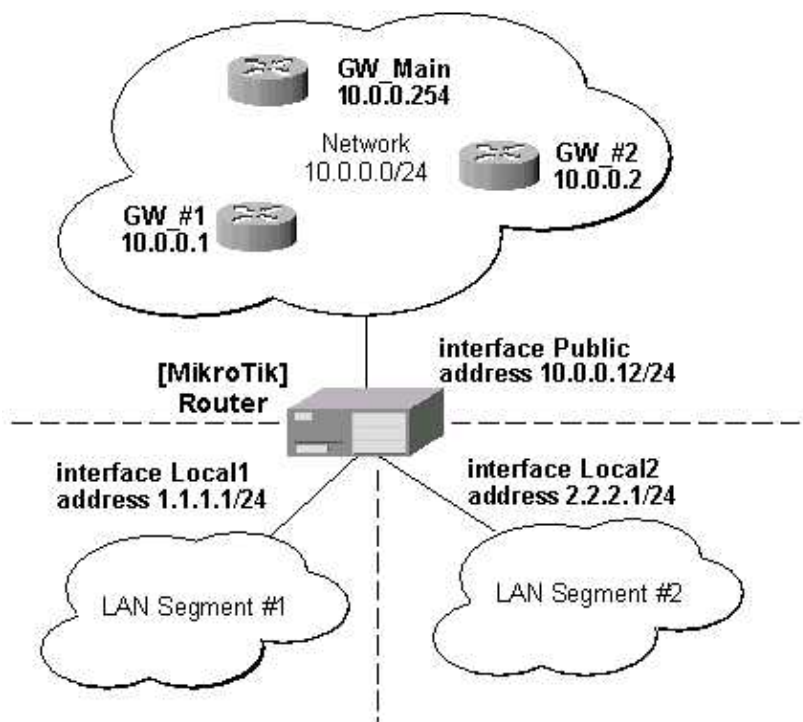 GW_Main
10.0.0.254
Network
10.0.0.0/24
GW_#2
10.0.0.2
GW_#1
10.0.0.1
interface Public
address 10.0.0.12/24
[MikroTik]
Router
interface Local1
address 1.1.1.1/24
interface Local2
address 2.2.2.1/24
LAN Segment #1
LAN Segment #2